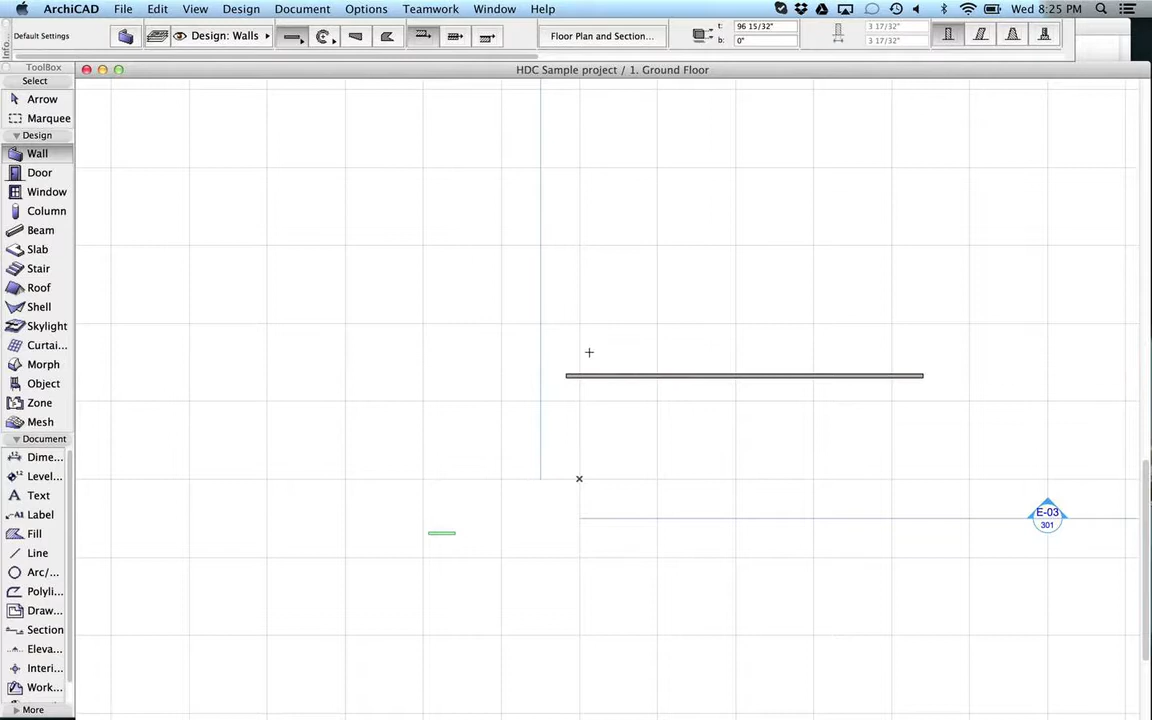 ArchiCAD File Edit View Design Document Options Teamwork Window Help Wed 8:25 PM
Default Settings Design: Walls Floor Plan and Section... t: 96 15/32" 3 17/32"
b: 0" 3 17/32"
HDC Sample project / 1. Ground Floor
ToolBox
Select
Arrow
Marquee
Design
Wall
Door
Window
Column
Beam
Slab
Stair
Roof
Shell
Skylight
Curtai...
Morph
Object
Zone
Mesh
Document
Dime...
Level...
Text
A1 Label
Fill
Line
Arc/...
Polyli...
Draw...
Section
Eleva...
Interi...
Work...
More
E-03
301